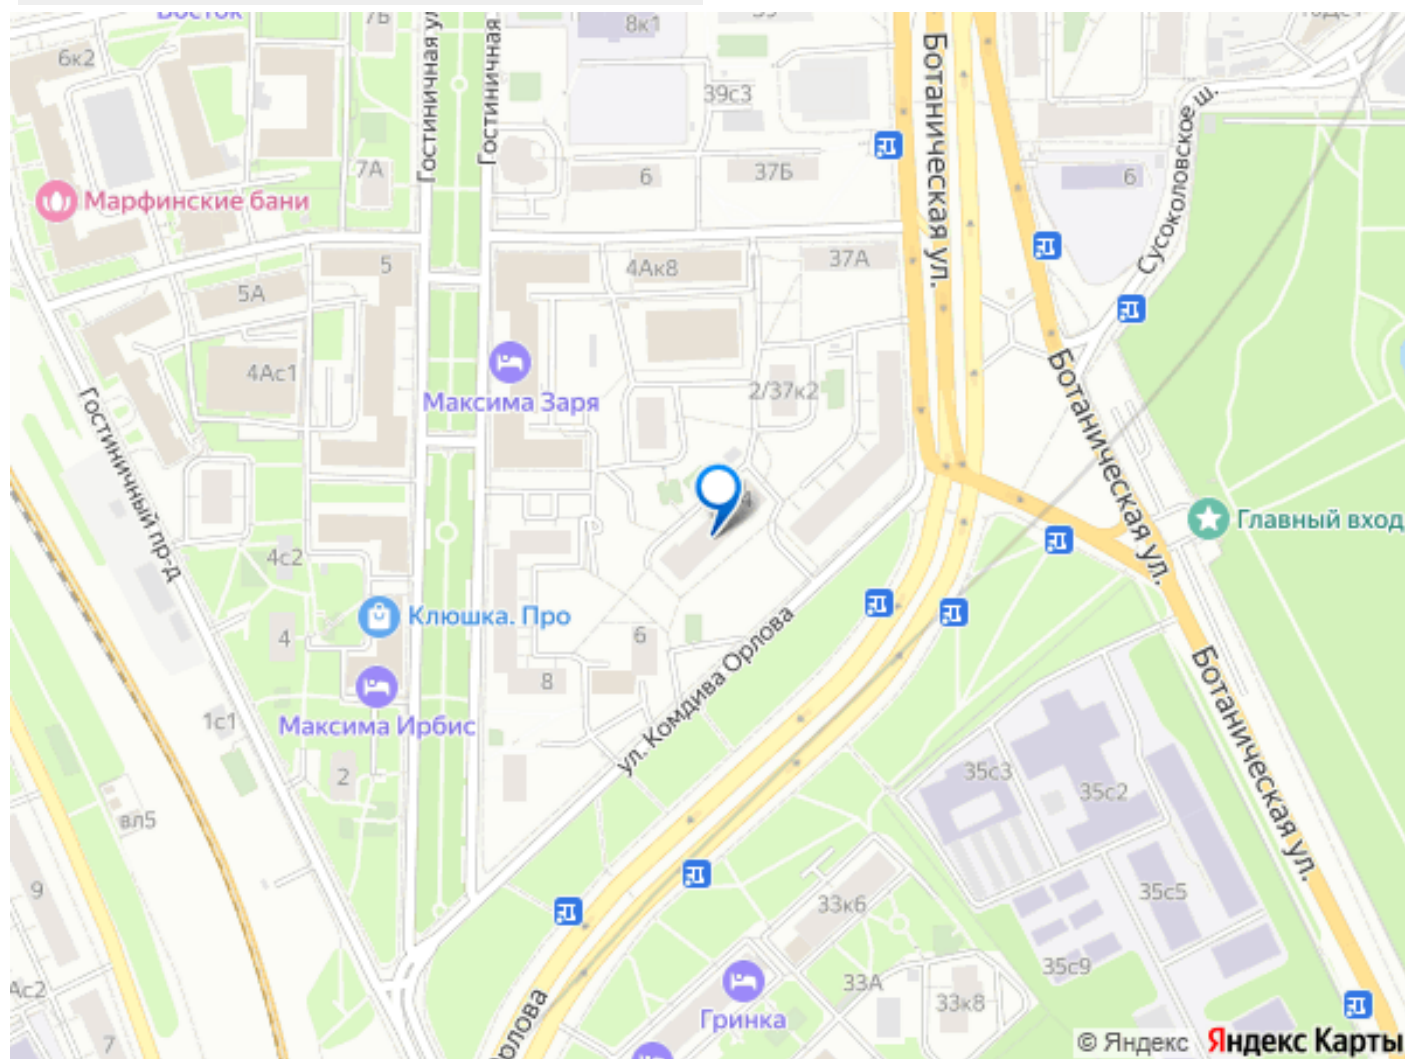 Восток
7Б
Гостиничная ул
Гостиничная
8к1
39
39с3
Ботаническая ул.
Сусоколовское ш.
6к2
7А
6
37Б
6
Марфинские бани
5
5А
4Ак8
37А
4Ас1
Максима Заря
2/37к2
Ботаническая ул.
Гостиничный пр-д
4
Главный вход
4с2
4
Клюшка. Про
6
8
ул. Комдива Орлова
Максима Ирбис
1с1
2
вл5
Ботаническая ул.
35с3
35с2
35с5
35с9
9
33к6
33А
33к8
Гринка
Ас2
7
орлова
© Яндекс Яндекс Карты